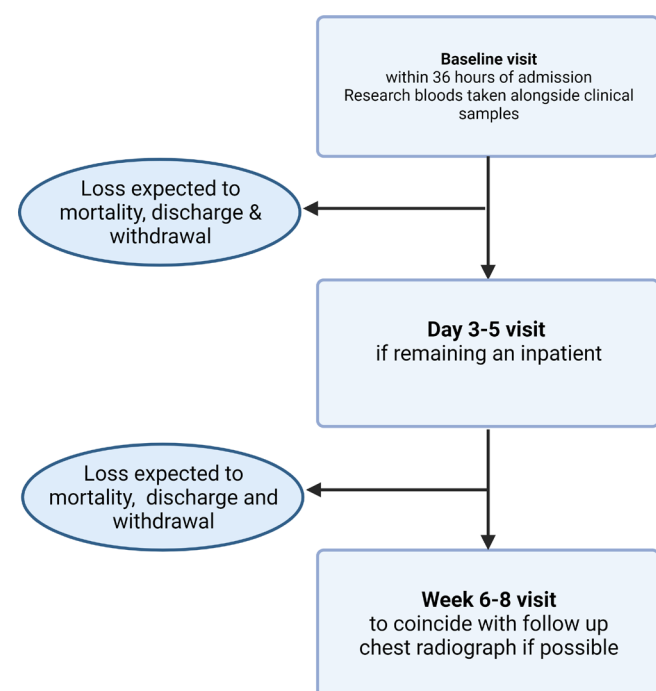 Baseline visit
within 36 hours of admission
Research bloods taken alongside clinical
samples
Loss expected to
mortality, discharge &
withdrawal
Day 3-5 visit
if remaining an inpatient
Loss expected to
mortality, discharge and
withdrawal
Week 6-8 visit
to coincide with follow up
chest radiograph if possible